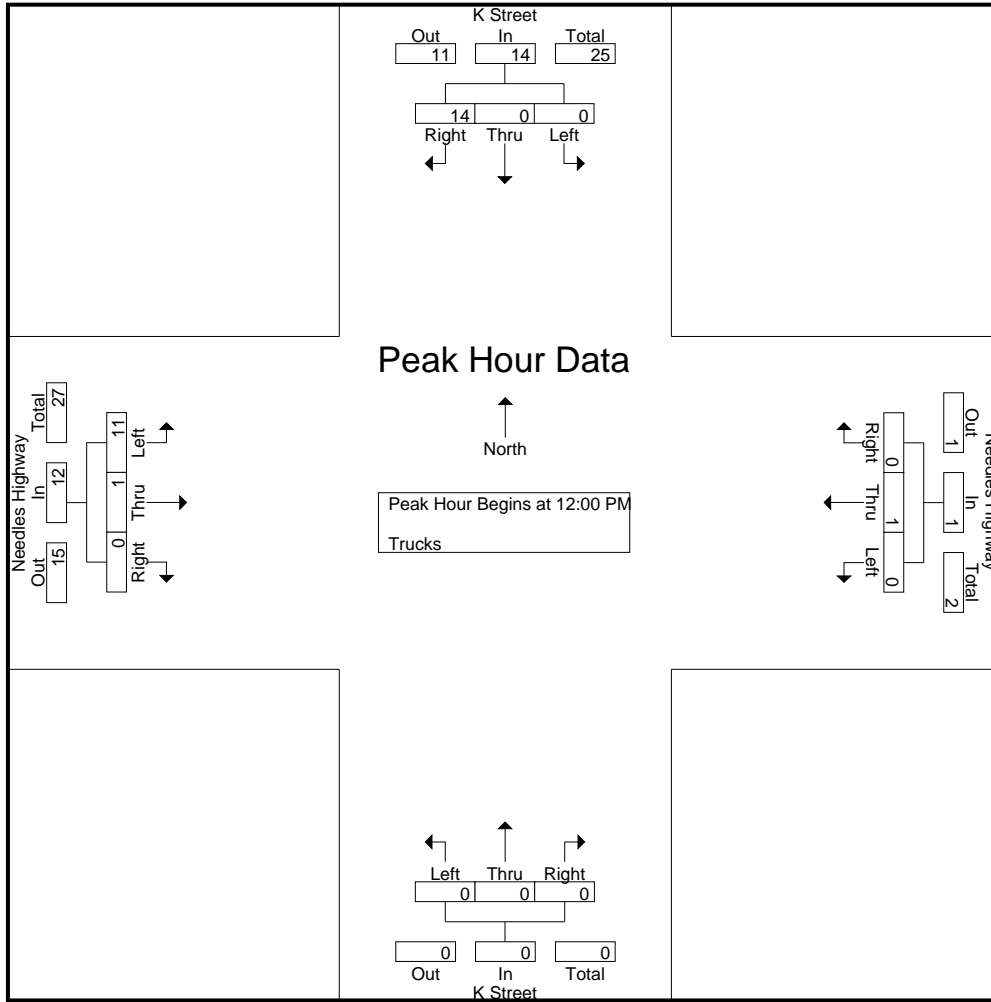 K Street
Out In Total
11 14 25
14 0 0
Right Thru Left
Peak Hour Data
North
Peak Hour Begins at 12:00 PM
Trucks
Needles Highway
Total In Out
27 12 15
11 1 0
Left Thru Right
Needles Highway
Out In Total
1 1 2
0 1 0
Right Thru Left
Left Thru Right
0 0 0
0 0 0
Out In Total
K Street